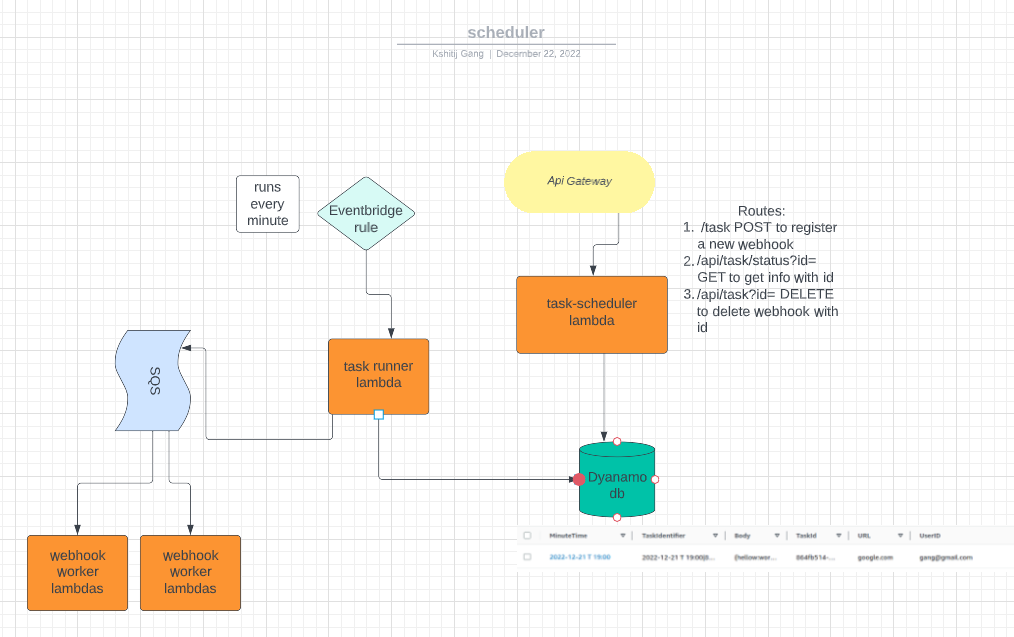 scheduler
Kshitij Gang | December 22, 2022
runs
every
minute
Eventbridge
rule
Api Gateway
Routes:
1. /task POST to register
a new webhook
2. /api/task/status?id=
GET to get info with id
3. /api/task?id= DELETE
to delete webhook with
id
task-scheduler
lambda
SQS
task runner
lambda
Dyanamo
db
MinuteTime TaskIdentifier Body TaskId URL UserID
2022-12-21 T 19:00 2022-12-21 T 19:00|8... google.com gang@gmail.com
webhook
worker
lambdas
webhook
worker
lambdas